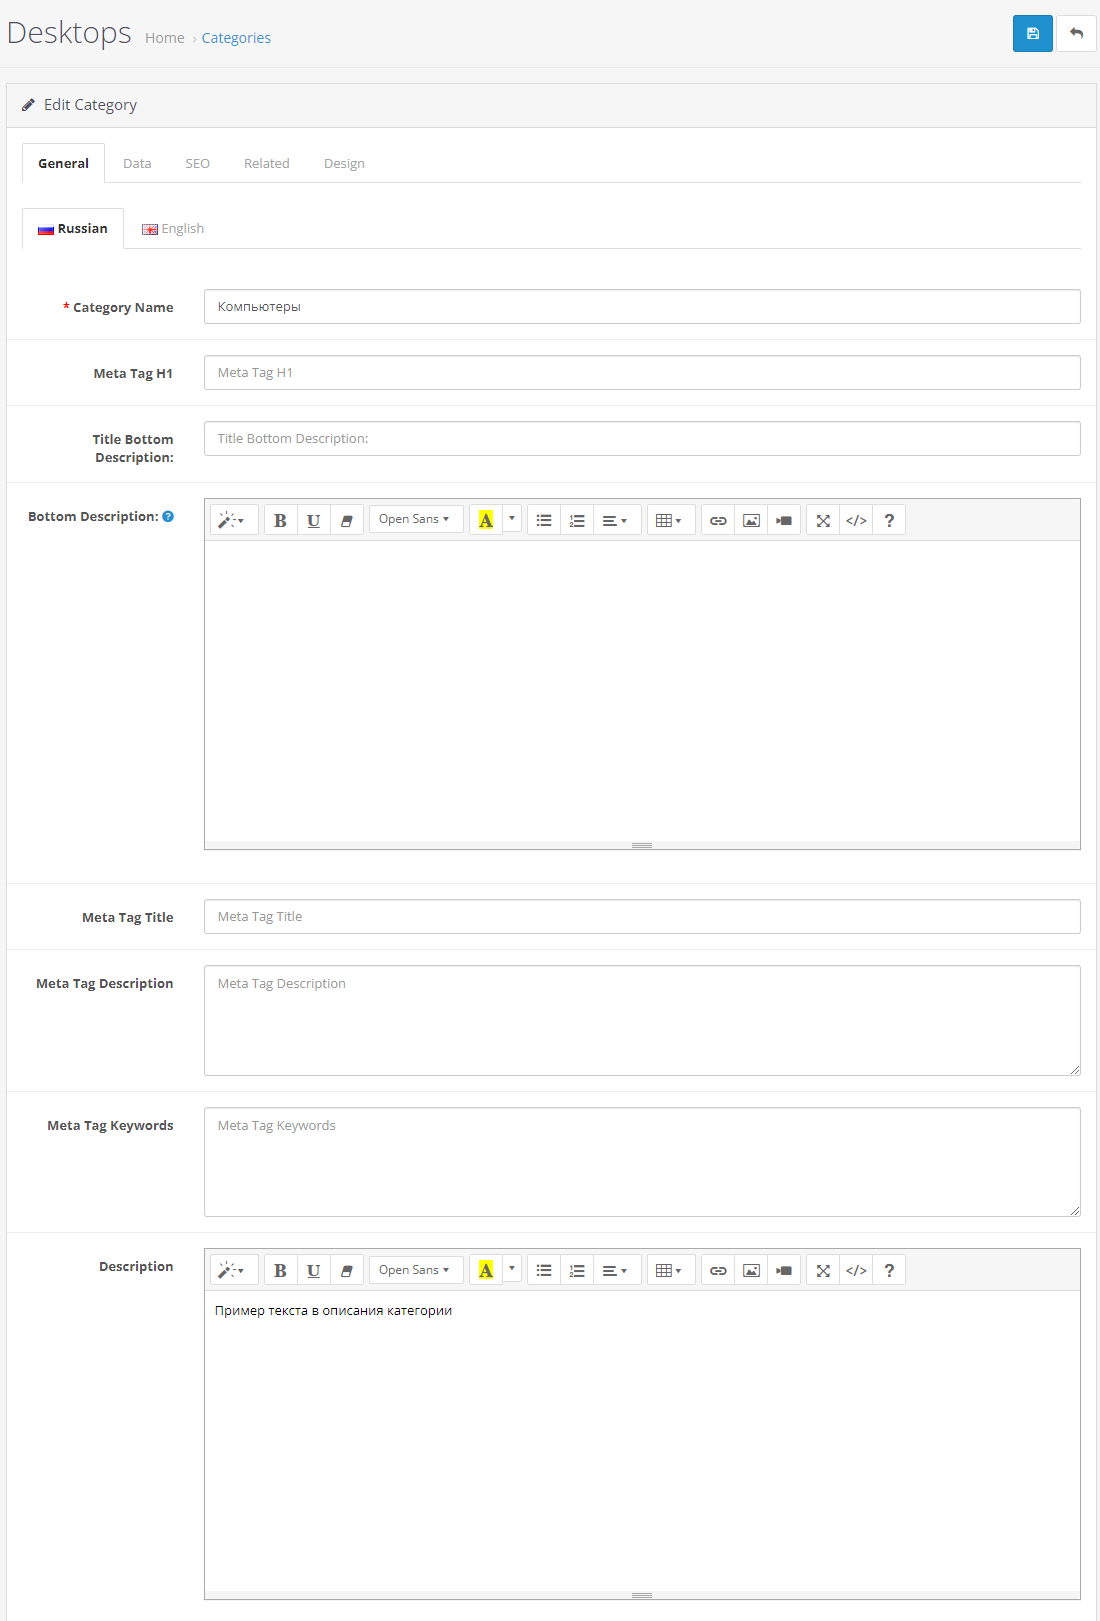 Desktops Home › Categories
Edit Category
General Data SEO Related Design
Russian English
* Category Name Компьютеры
Meta Tag H1 Meta Tag H1
Title Bottom Title Bottom Description:
Description:
Bottom Description: ? B U Open Sans A </> ?
Meta Tag Title Meta Tag Title
Meta Tag Description Meta Tag Description
Meta Tag Keywords Meta Tag Keywords
Description B U Open Sans A </> ?
Пример текста в описания категории